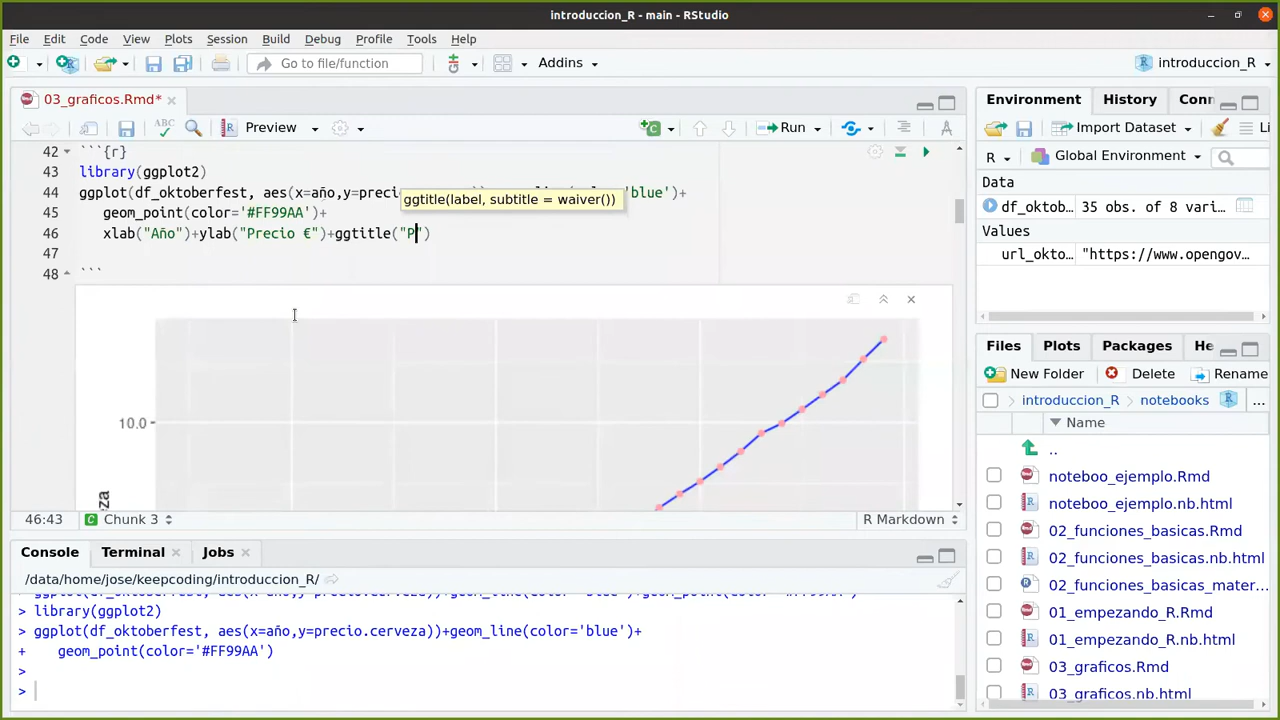 introduccion_R - main - RStudio
File Edit Code View Plots Session Build Debug Profile Tools Help
Go to file/function
Addins
introduccion_R
03_graficos.Rmd*
Preview
Run
42 ```{r}
43 library(ggplot2)
44 ggplot(df_oktoberfest, aes(x=año,y=preci
'blue')+
ggtitle(label, subtitle = waiver())
45 geom_point(color='#FF99AA')+
46 xlab("Año")+ylab("Precio €")+ggtitle("P")
47
48 ```
10.0
za
46:43 Chunk 3 R Markdown
Console Terminal Jobs
/data/home/jose/keepcoding/introduccion_R/
> library(ggplot2)
> ggplot(df_oktoberfest, aes(x=año,y=precio.cerveza))+geom_line(color='blue')+
+ geom_point(color='#FF99AA')
>
>
Environment History Conn
Import Dataset Li
R Global Environment
Data
df_oktob… 35 obs. of 8 vari…
Values
url_okto… "https://www.opengov…
Files Plots Packages He
New Folder Delete Rename
introduccion_R notebooks ...
Name
..
noteboo_ejemplo.Rmd
noteboo_ejemplo.nb.html
02_funciones_basicas.Rmd
02_funciones_basicas.nb.html
02_funciones_basicas_mater…
01_empezando_R.Rmd
01_empezando_R.nb.html
03_graficos.Rmd
03_graficos.nb.html